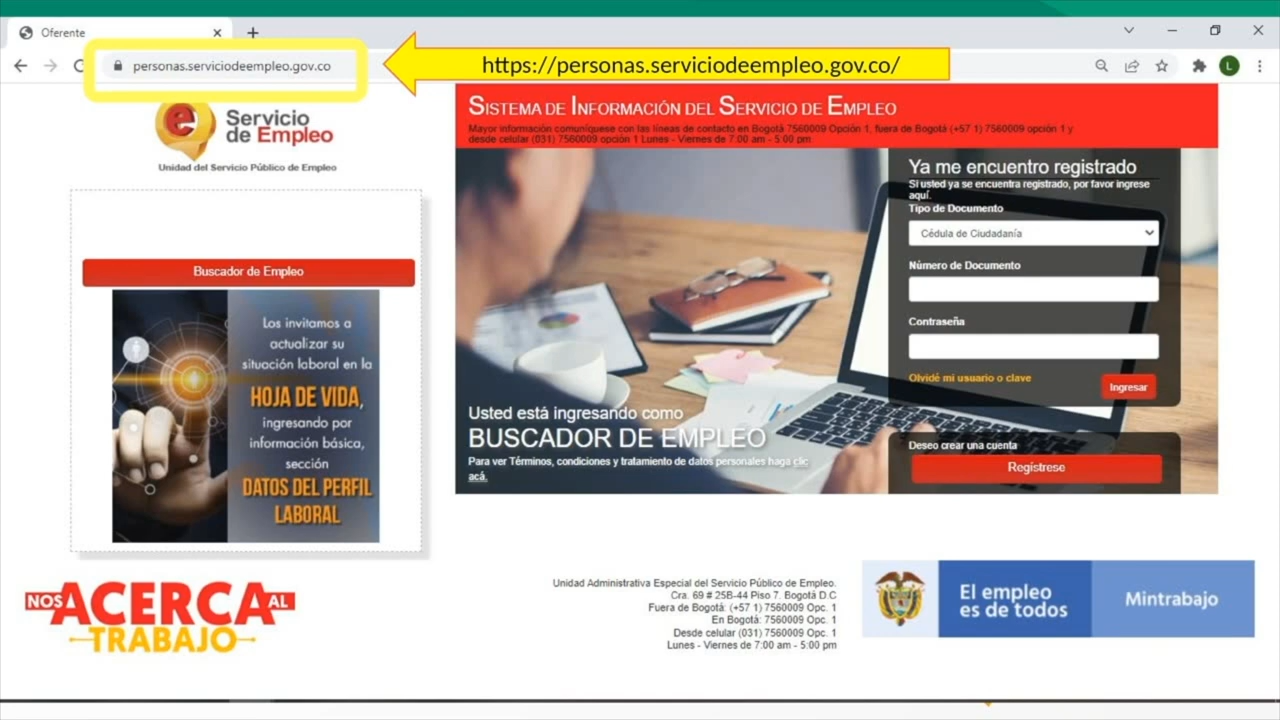 Oferente
personas.serviciodeempleo.gov.co
https://personas.serviciodeempleo.gov.co/
L
e
Servicio
de Empleo
Unidad del Servicio Público de Empleo
Buscador de Empleo
Los invitamos a
actualizar su
situación laboral en la
HOJA DE VIDA,
ingresando por
información básica,
sección
DATOS DEL PERFIL
LABORAL
SISTEMA DE INFORMACIÓN DEL SERVICIO DE EMPLEO
Mayor información comuníquese con las líneas de contacto en Bogotá 7560009 Opción 1, fuera de Bogotá (+57 1) 7560009 opción 1 y
desde celular (031) 7560009 opción 1 Lunes - Viernes de 7:00 am - 5:00 pm.
Ya me encuentro registrado
Si usted ya se encuentra registrado, por favor ingrese
aquí.
Tipo de Documento
Cédula de Ciudadanía
Número de Documento
Contraseña
Olvidé mi usuario o clave
Ingresar
Usted está ingresando como
BUSCADOR DE EMPLEO
Para ver Términos, condiciones y tratamiento de datos personales haga clic
acá.
Deseo crear una cuenta
Regístrese
NOS ACERCA AL
TRABAJO
Unidad Administrativa Especial del Servicio Público de Empleo.
Cra. 69 # 25B-44 Piso 7. Bogotá D.C
Fuera de Bogotá: (+57 1) 7560009 Opc. 1
En Bogotá: 7560009 Opc. 1
Desde celular (031) 7560009 Opc. 1
Lunes - Viernes de 7:00 am - 5:00 pm
El empleo
es de todos
Mintrabajo